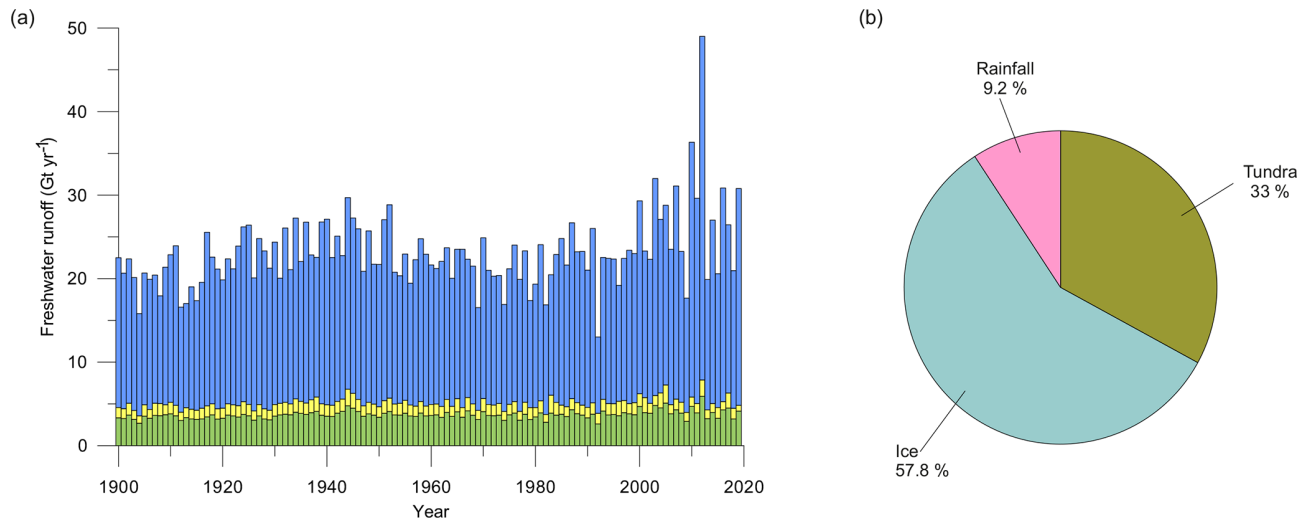 (a)
50
40
30
20
10
0
Freshwater runoff (Gt yr⁻¹)
1900 1920 1940 1960 1980 2000 2020
Year
(b)
Rainfall
9.2 %
Tundra
33 %
Ice
57.8 %